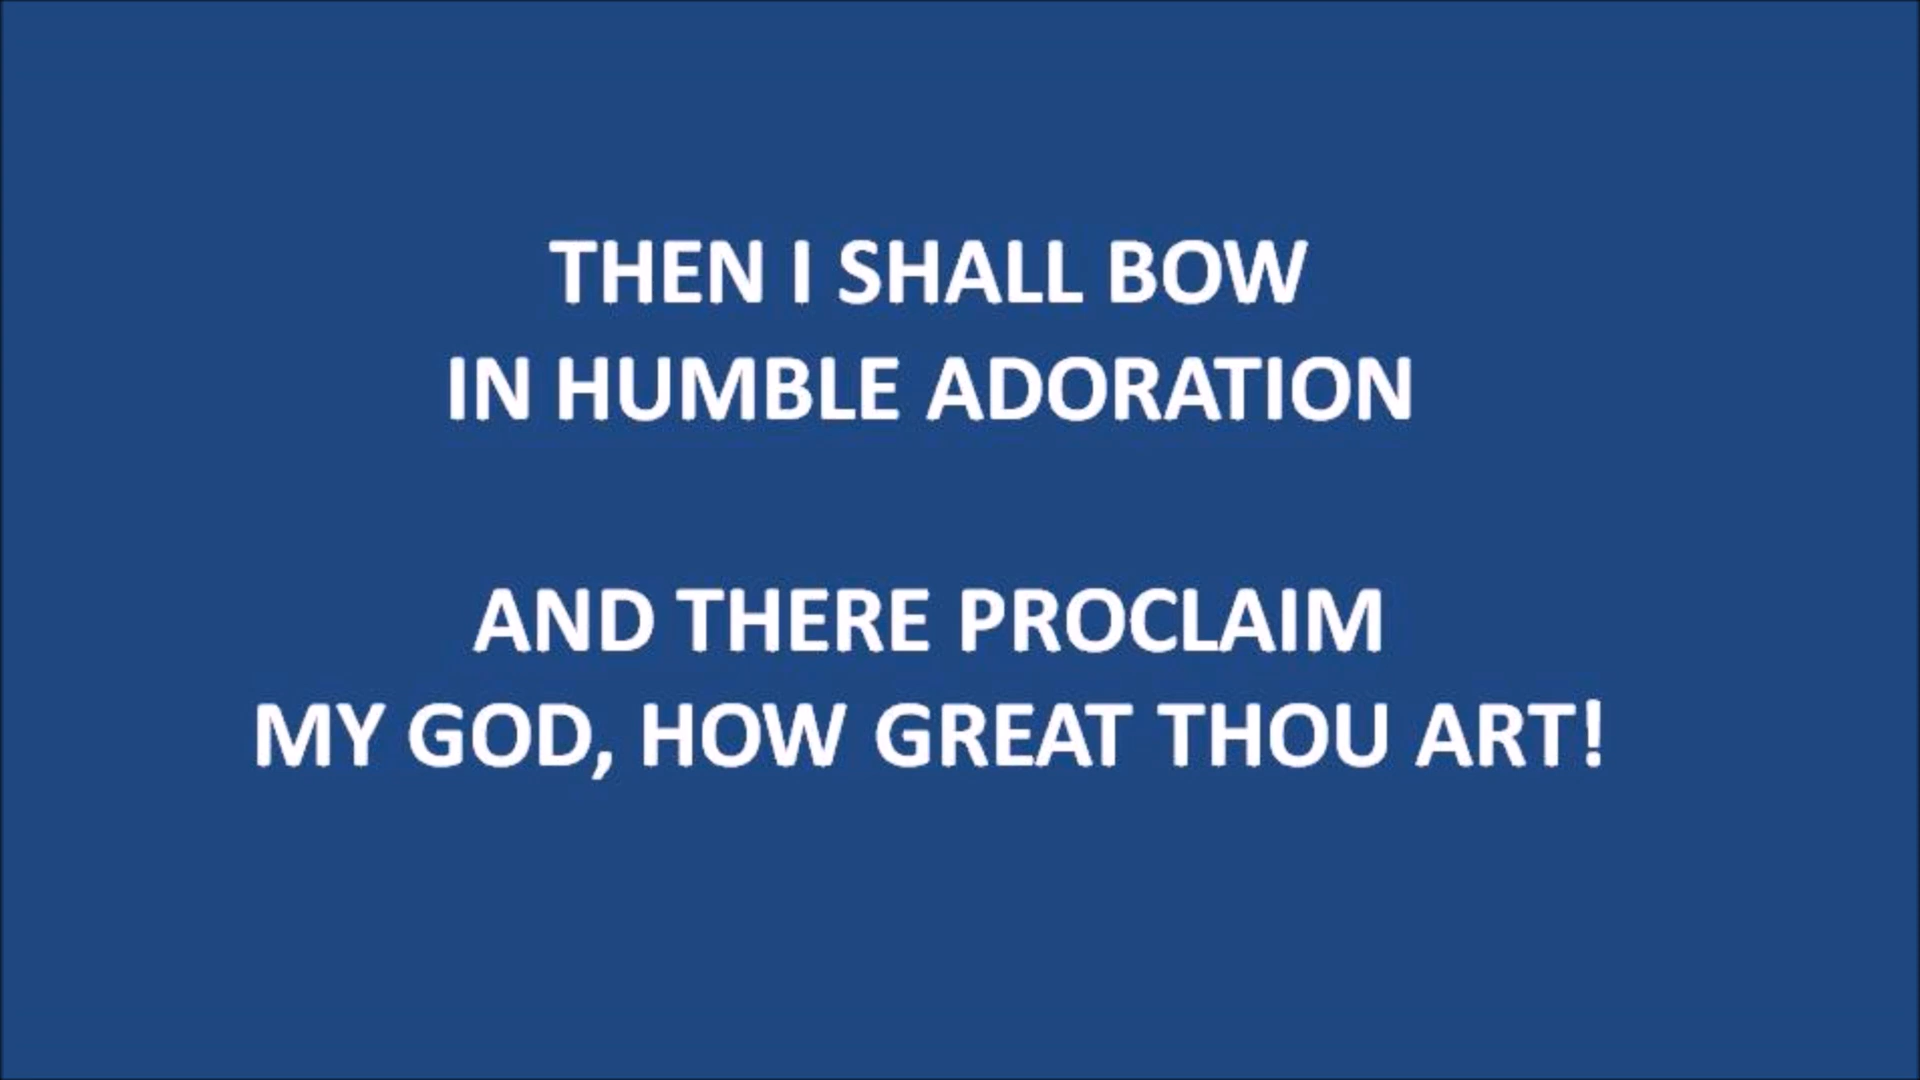 THEN I SHALL BOW
IN HUMBLE ADORATION
AND THERE PROCLAIM
MY GOD, HOW GREAT THOU ART!